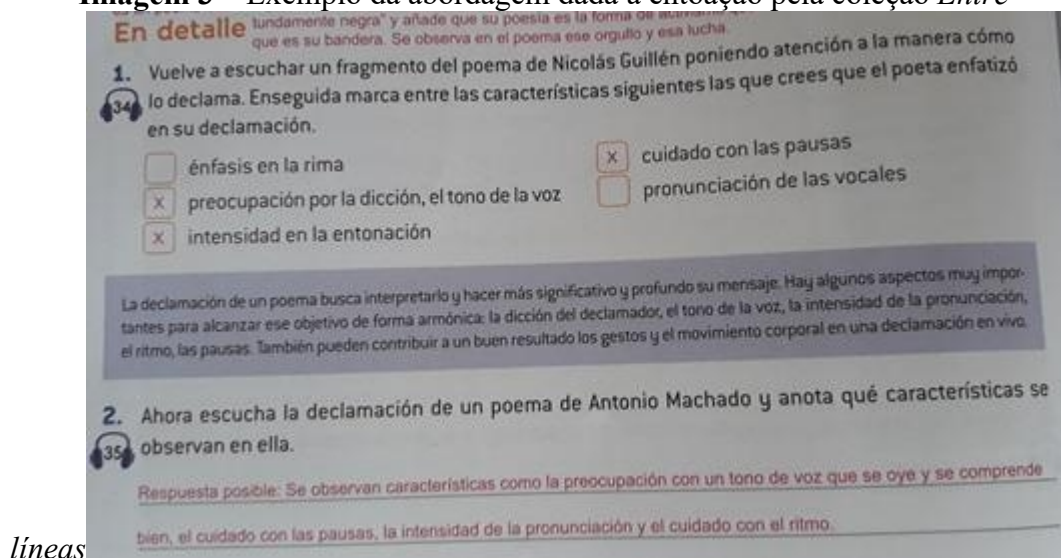 Exemplo da abordagem dada à entoação pela coleção Entre
En detalle
fundamente negra" y añade que su poesía es la forma de
que es su bandera. Se observa en el poema ese orgullo y esa lucha.
1. Vuelve a escuchar un fragmento del poema de Nicolás Guillén poniendo atención a la manera cómo
34 lo declama. Enseguida marca entre las características siguientes las que crees que el poeta enfatizó
en su declamación.
énfasis en la rima
x preocupación por la dicción, el tono de la voz
x intensidad en la entonación
x cuidado con las pausas
pronunciación de las vocales
La declamación de un poema busca interpretarlo y hacer más significativo y profundo su mensaje. Hay algunos aspectos muy impor-
tantes para alcanzar ese objetivo de forma armónica: la dicción del declamador, el tono de la voz, la intensidad de la pronunciación,
el ritmo, las pausas. También pueden contribuir a un buen resultado los gestos y el movimiento corporal en una declamación en vivo.
2. Ahora escucha la declamación de un poema de Antonio Machado y anota qué características se
35 observan en ella.
Respuesta posible: Se observan características como la preocupación con un tono de voz que se oye y se comprende
bien, el cuidado con las pausas, la intensidad de la pronunciación y el cuidado con el ritmo.
líneas